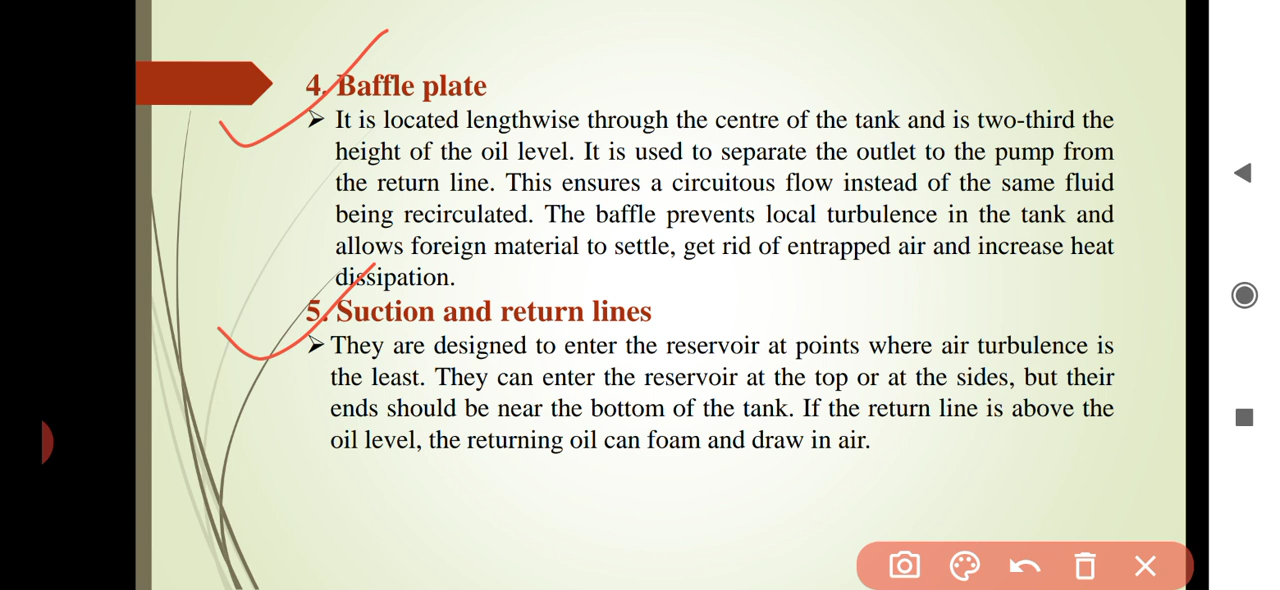 4. Baffle plate
➢ It is located lengthwise through the centre of the tank and is two-third the
height of the oil level. It is used to separate the outlet to the pump from
the return line. This ensures a circuitous flow instead of the same fluid
being recirculated. The baffle prevents local turbulence in the tank and
allows foreign material to settle, get rid of entrapped air and increase heat
dissipation.
5. Suction and return lines
➢ They are designed to enter the reservoir at points where air turbulence is
the least. They can enter the reservoir at the top or at the sides, but their
ends should be near the bottom of the tank. If the return line is above the
oil level, the returning oil can foam and draw in air.